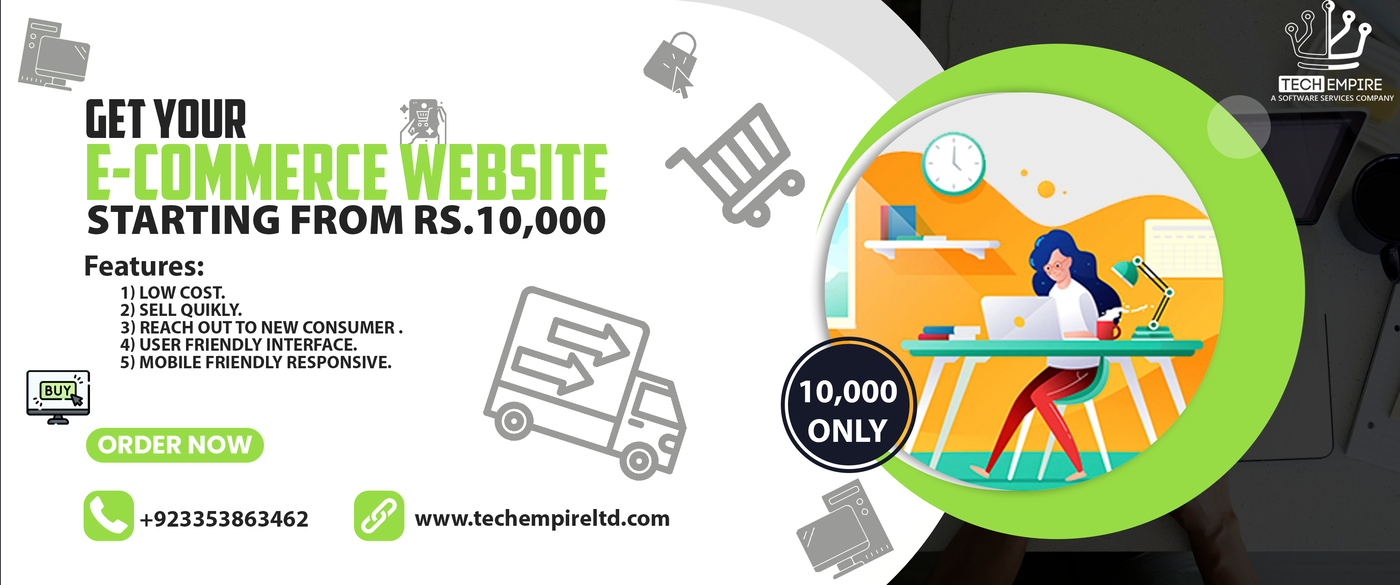 GET YOUR
E-COMMERCE WEBSITE
STARTING FROM RS.10,000
Features:
1) LOW COST.
2) SELL QUIKLY.
3) REACH OUT TO NEW CONSUMER .
4) USER FRIENDLY INTERFACE.
5) MOBILE FRIENDLY RESPONSIVE.
BUY
ORDER NOW
+923353863462
www.techempireltd.com
10,000
ONLY
TECH EMPIRE
A SOFTWARE SERVICES COMPANY